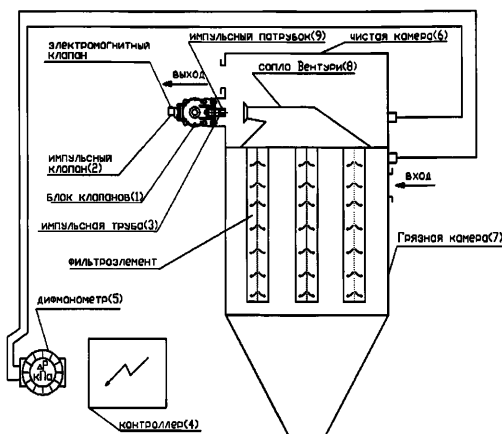 ЭЛЕКТРОМАГНИТНЫЙ
КЛАПАН
ИМПУЛЬСНЫЙ ПАТРУБОК(9)
ЧИСТАЯ КАМЕРА(6)
ВЫХОД
СОПЛО ВЕНТУРИ(8)
ИМПУЛЬСНЫЙ
КЛАПАН(2)
БЛОК КЛАПАНОВ(1)
ВХОД
ИМПУЛЬСНАЯ ТРУБА(3)
ГРЯЗНАЯ КАМЕРА(7)
ФИЛЬТРОЭЛЕМЕНТ
ДИФМАНОМЕТР(5)
ΔP
кПа
КОНТРОЛЛЕР(4)